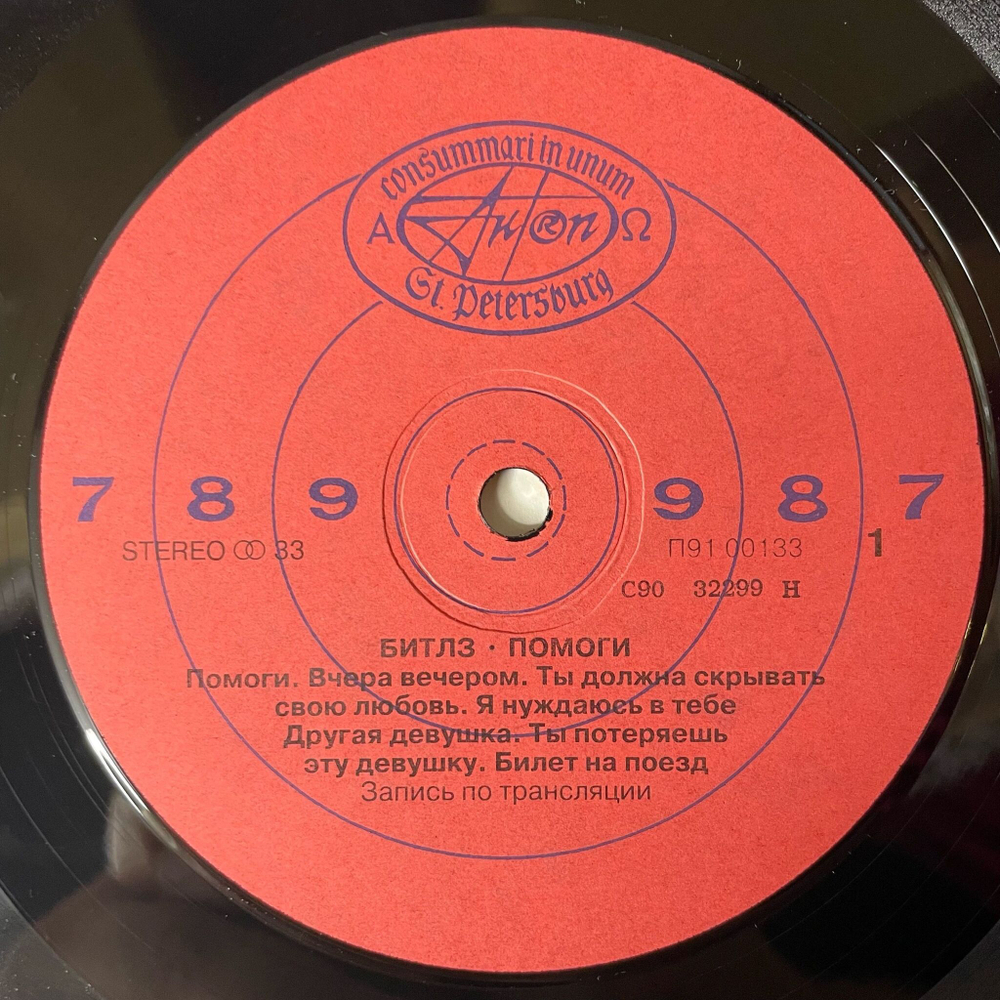 consummari in unum
Α AnTROn Ω
St. Petersburg
7 8 9 9 8 7
STEREO 33 П91 00133 1
С90 32299 Н
БИТЛЗ · ПОМОГИ
Помоги. Вчера вечером. Ты должна скрывать
свою любовь. Я нуждаюсь в тебе
Другая девушка. Ты потеряешь
эту девушку. Билет на поезд
Запись по трансляции